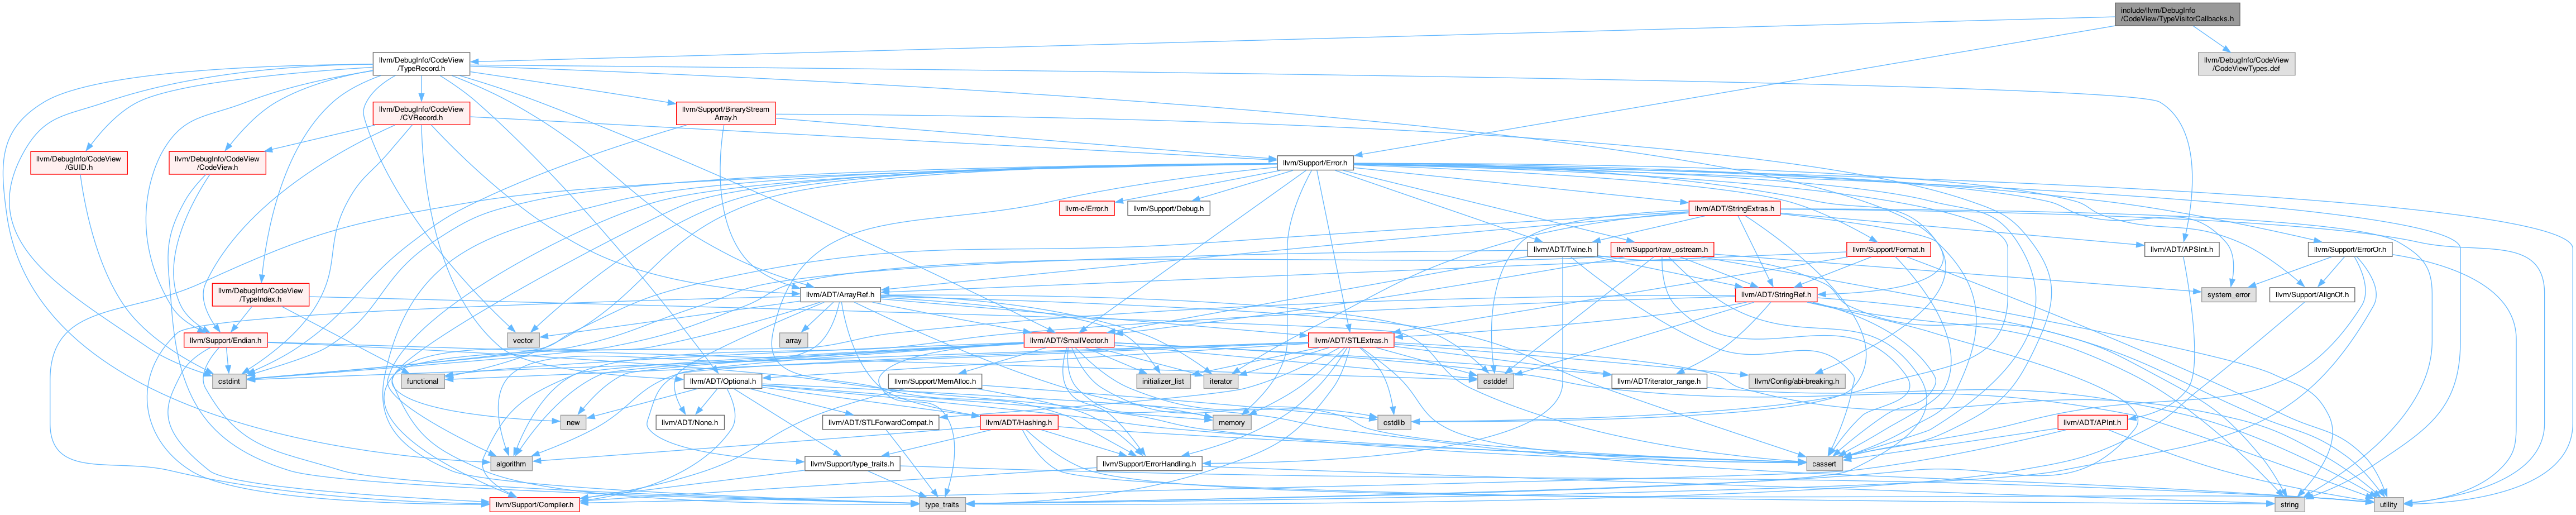 include/llvm/DebugInfo
/CodeView/TypeVisitorCallbacks.h
llvm/DebugInfo/CodeView
/TypeRecord.h
llvm/DebugInfo/CodeView
/CodeViewTypes.def
llvm/DebugInfo/CodeView
/CVRecord.h
llvm/Support/BinaryStream
Array.h
llvm/DebugInfo/CodeView
/GUID.h
llvm/DebugInfo/CodeView
/CodeView.h
llvm/Support/Error.h
llvm-c/Error.h
llvm/Support/Debug.h
llvm/ADT/StringExtras.h
llvm/ADT/Twine.h
llvm/Support/raw_ostream.h
llvm/Support/Format.h
llvm/ADT/APSInt.h
llvm/Support/ErrorOr.h
llvm/DebugInfo/CodeView
/TypeIndex.h
llvm/ADT/ArrayRef.h
llvm/ADT/StringRef.h
system_error
llvm/Support/AlignOf.h
llvm/Support/Endian.h
vector
array
llvm/ADT/SmallVector.h
llvm/ADT/STLExtras.h
cstdint
functional
llvm/ADT/Optional.h
llvm/Support/MemAlloc.h
initializer_list
iterator
cstddef
llvm/ADT/iterator_range.h
llvm/Config/abi-breaking.h
new
llvm/ADT/None.h
llvm/ADT/STLForwardCompat.h
llvm/ADT/Hashing.h
memory
cstdlib
llvm/ADT/APInt.h
algorithm
llvm/Support/type_traits.h
llvm/Support/ErrorHandling.h
cassert
llvm/Support/Compiler.h
type_traits
string
utility